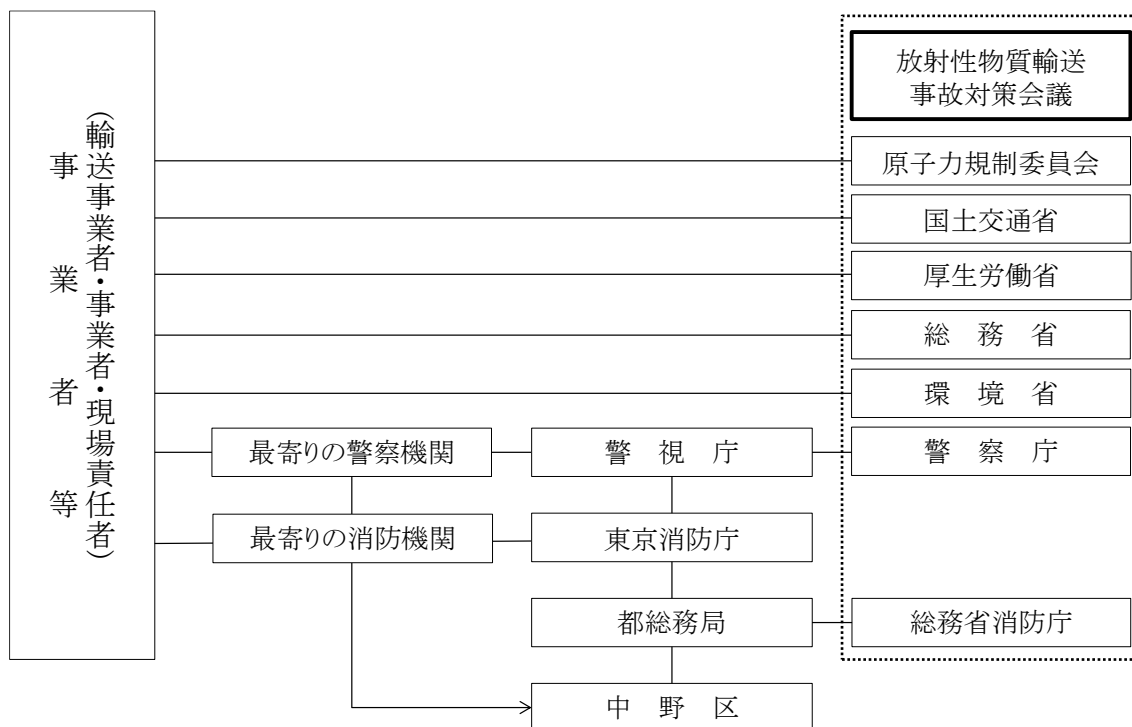 事業者等
（輸送事業者・事業者・現場責任者）
放射性物質輸送
事故対策会議
原子力規制委員会
国土交通省
厚生労働省
総務省
環境省
最寄りの警察機関
警視庁
警察庁
最寄りの消防機関
東京消防庁
都総務局
総務省消防庁
中野区